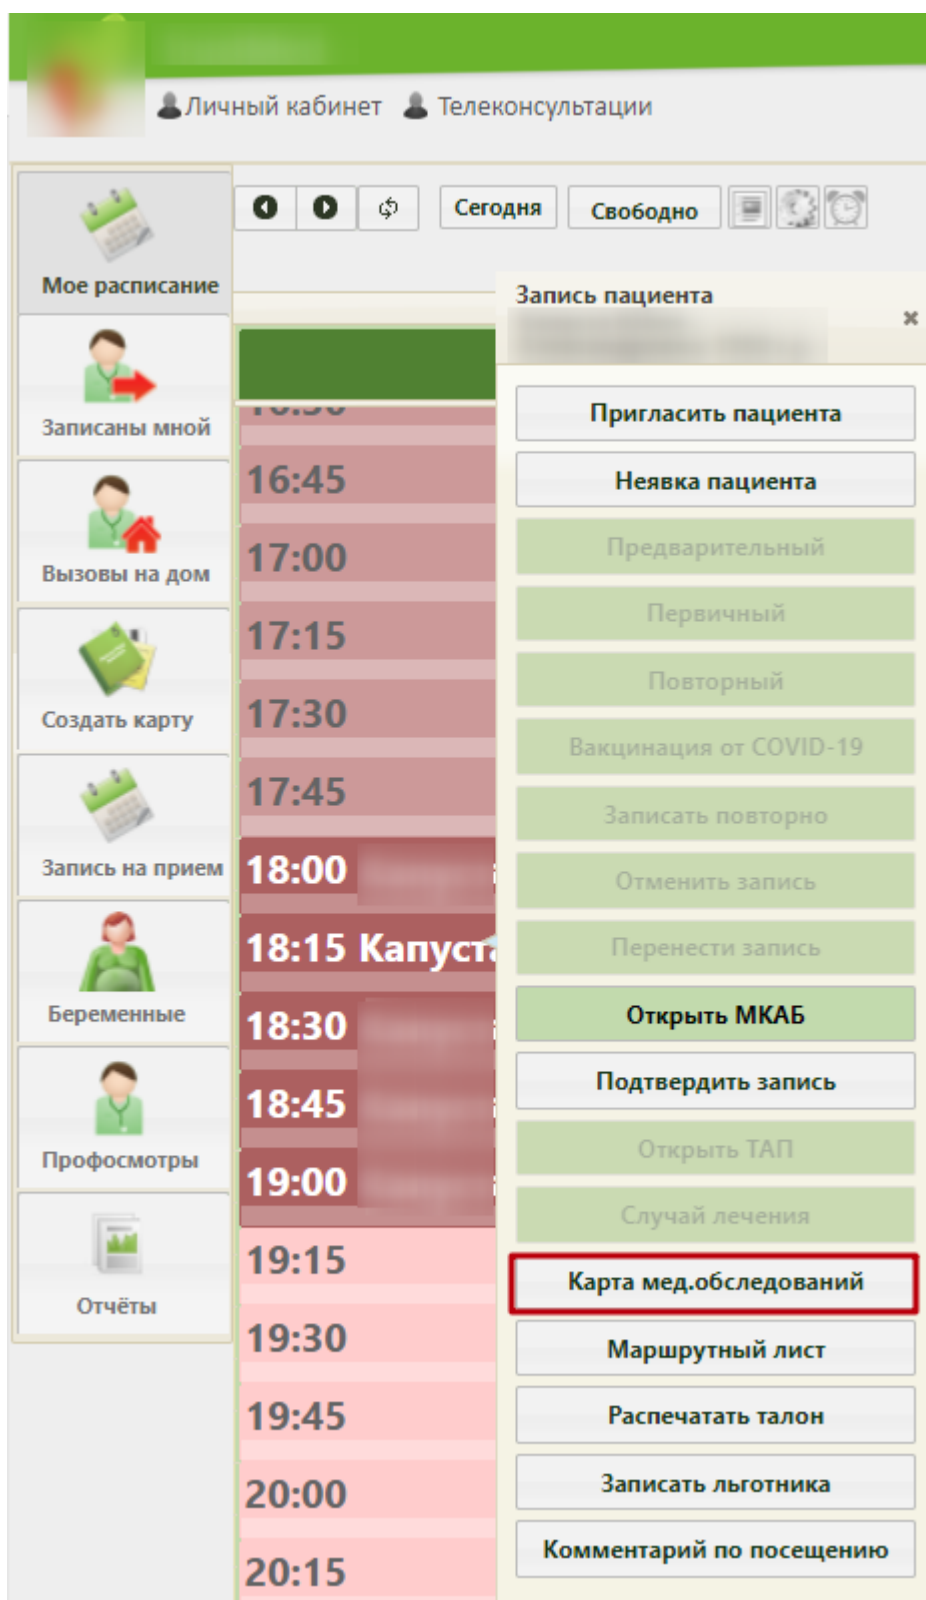 Личный кабинет Телеконсультации
Сегодня Свободно
Мое расписание
Записаны мной
Вызовы на дом
Создать карту
Запись на прием
Беременные
Профосмотры
Отчёты
16:45
17:00
17:15
17:30
17:45
18:00
18:15 Капуста
18:30
18:45
19:00
19:15
19:30
19:45
20:00
20:15
Запись пациента
Пригласить пациента
Неявка пациента
Предварительный
Первичный
Повторный
Вакцинация от COVID-19
Записать повторно
Отменить запись
Перенести запись
Открыть МКАБ
Подтвердить запись
Открыть ТАП
Случай лечения
Карта мед.обследований
Маршрутный лист
Распечатать талон
Записать льготника
Комментарий по посещению